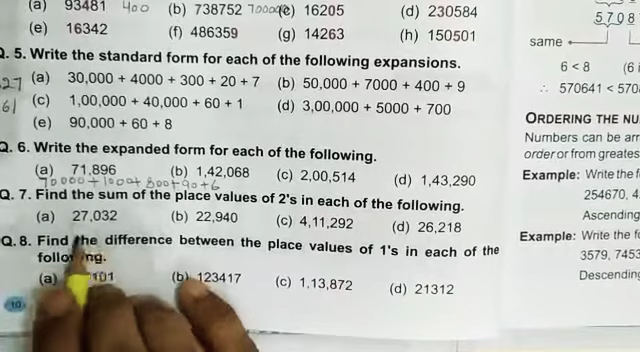 (a) 93481 400 (b) 738752 70000 (c) 16205 (d) 230584
(e) 16342 (f) 486359 (g) 14263 (h) 150501
Q. 5. Write the standard form for each of the following expansions.
(a) 30,000 + 4000 + 300 + 20 + 7 (b) 50,000 + 7000 + 400 + 9
(c) 1,00,000 + 40,000 + 60 + 1 (d) 3,00,000 + 5000 + 700
(e) 90,000 + 60 + 8
Q. 6. Write the expanded form for each of the following.
(a) 71,896 (b) 1,42,068 (c) 2,00,514 (d) 1,43,290
70000+1000+800+90+6
Q. 7. Find the sum of the place values of 2's in each of the following.
(a) 27,032 (b) 22,940 (c) 4,11,292 (d) 26,218
Q. 8. Find the difference between the place values of 1's in each of the
following.
(a) 101 (b) 123417 (c) 1,13,872 (d) 21312
10
5708
same
6 < 8 (6
∴ 570641 < 570
ORDERING THE NU
Numbers can be arr
order or from greates
Example: Write the f
254670, 4
Ascending
Example: Write the fo
3579, 7453
Descending